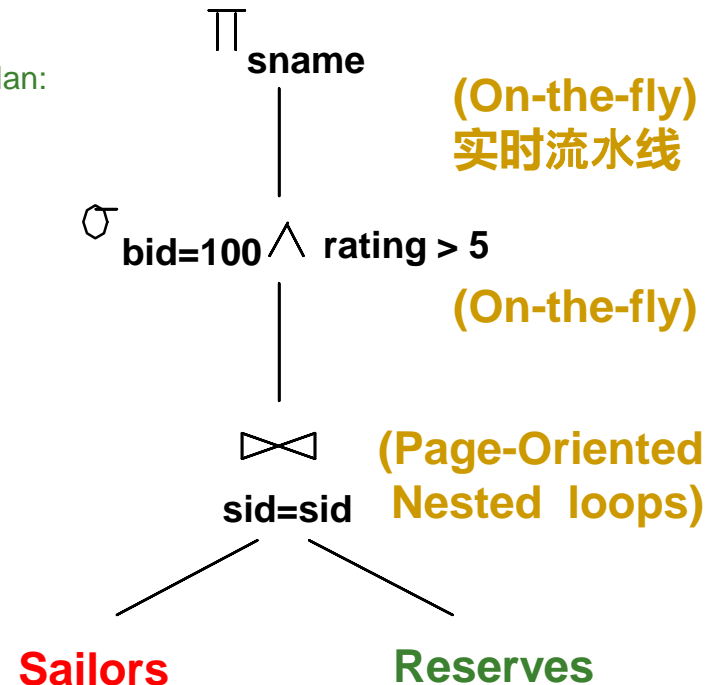 π sname
lan:
(On-the-fly)
实时流水线
σ bid=100 ∧ rating > 5
(On-the-fly)
⋈ (Page-Oriented
sid=sid Nested loops)
Sailors Reserves